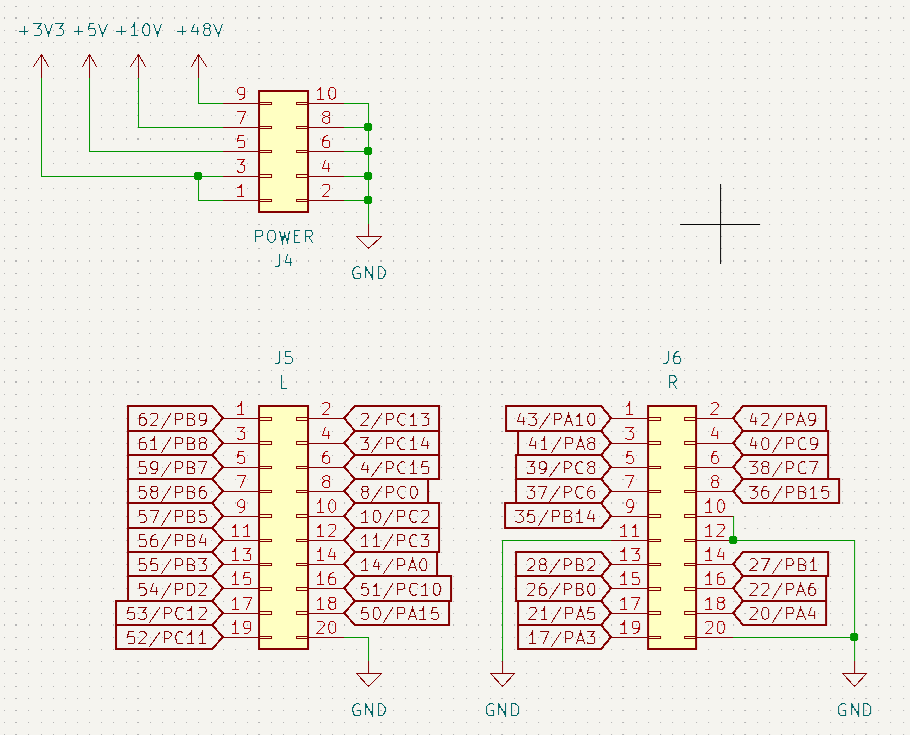 +3V3 +5V +10V +48V
9 10
7 8
5 6
3 4
1 2
POWER
J4
GND
J5
L
62/PB9 1 2 2/PC13
61/PB8 3 4 3/PC14
59/PB7 5 6 4/PC15
58/PB6 7 8 8/PC0
57/PB5 9 10 10/PC2
56/PB4 11 12 11/PC3
55/PB3 13 14 14/PA0
54/PD2 15 16 51/PC10
53/PC12 17 18 50/PA15
52/PC11 19 20
GND
J6
R
43/PA10 1 2 42/PA9
41/PA8 3 4 40/PC9
39/PC8 5 6 38/PC7
37/PC6 7 8 36/PB15
35/PB14 9 10
11 12
28/PB2 13 14 27/PB1
26/PB0 15 16 22/PA6
21/PA5 17 18 20/PA4
17/PA3 19 20
GND GND